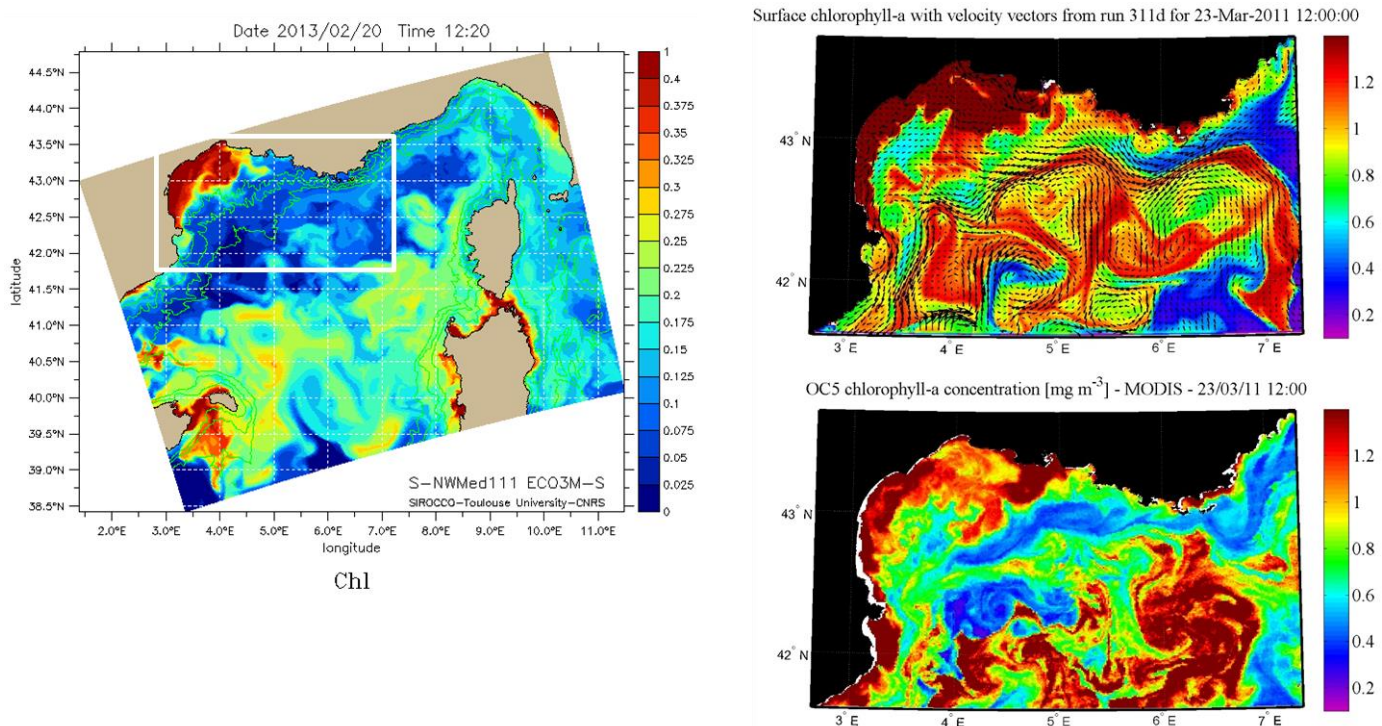 Date 2013/02/20 Time 12:20
44.5°N
44.0°N
43.5°N
43.0°N
42.5°N
42.0°N
41.5°N
41.0°N
40.5°N
40.0°N
39.5°N
39.0°N
38.5°N
latitude
2.0°E 3.0°E 4.0°E 5.0°E 6.0°E 7.0°E 8.0°E 9.0°E 10.0°E 11.0°E
longitude
Chl
S-NWMed111 ECO3M-S
SIROCCO-Toulouse University-CNRS
1
0.4
0.375
0.35
0.325
0.3
0.275
0.25
0.225
0.2
0.175
0.15
0.125
0.1
0.075
0.05
0.025
0
Surface chlorophyll-a with velocity vectors from run 311d for 23-Mar-2011 12:00:00
43 °N
42 °N
3 °E 4 °E 5 °E 6 °E 7 °E
1.2
1
0.8
0.6
0.4
0.2
OC5 chlorophyll-a concentration [mg m⁻³] - MODIS - 23/03/11 12:00
43 °N
42 °N
3 °E 4 °E 5 °E 6 °E 7 °E
1.2
1
0.8
0.6
0.4
0.2